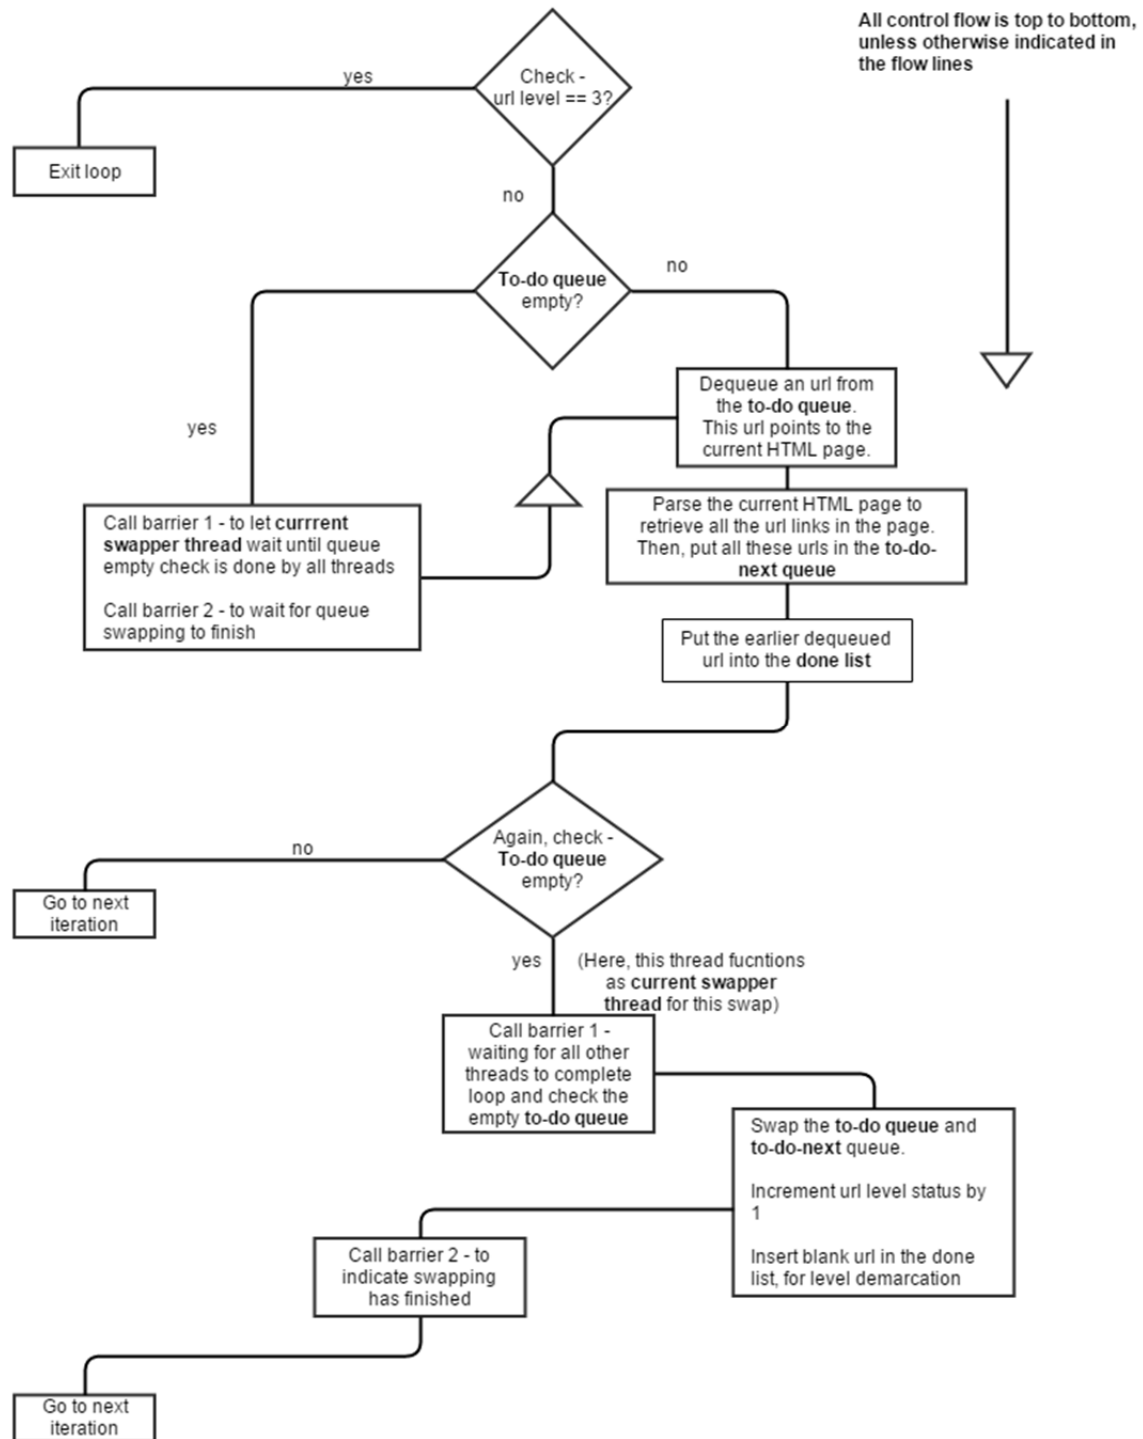 All control flow is top to bottom,
unless otherwise indicated in
the flow lines
Check -
url level == 3?
yes
Exit loop
no
To-do queue
empty?
no
yes
Dequeue an url from
the to-do queue.
This url points to the
current HTML page.
Call barrier 1 - to let currrent
swapper thread wait until queue
empty check is done by all threads
Call barrier 2 - to wait for queue
swapping to finish
Parse the current HTML page to
retrieve all the url links in the page.
Then, put all these urls in the to-do-
next queue
Put the earlier dequeued
url into the done list
Again, check -
To-do queue
empty?
no
Go to next
iteration
yes
(Here, this thread fucntions
as current swapper
thread for this swap)
Call barrier 1 -
waiting for all other
threads to complete
loop and check the
empty to-do queue
Swap the to-do queue and
to-do-next queue.
Increment url level status by
1
Insert blank url in the done
list, for level demarcation
Call barrier 2 - to
indicate swapping
has finished
Go to next
iteration